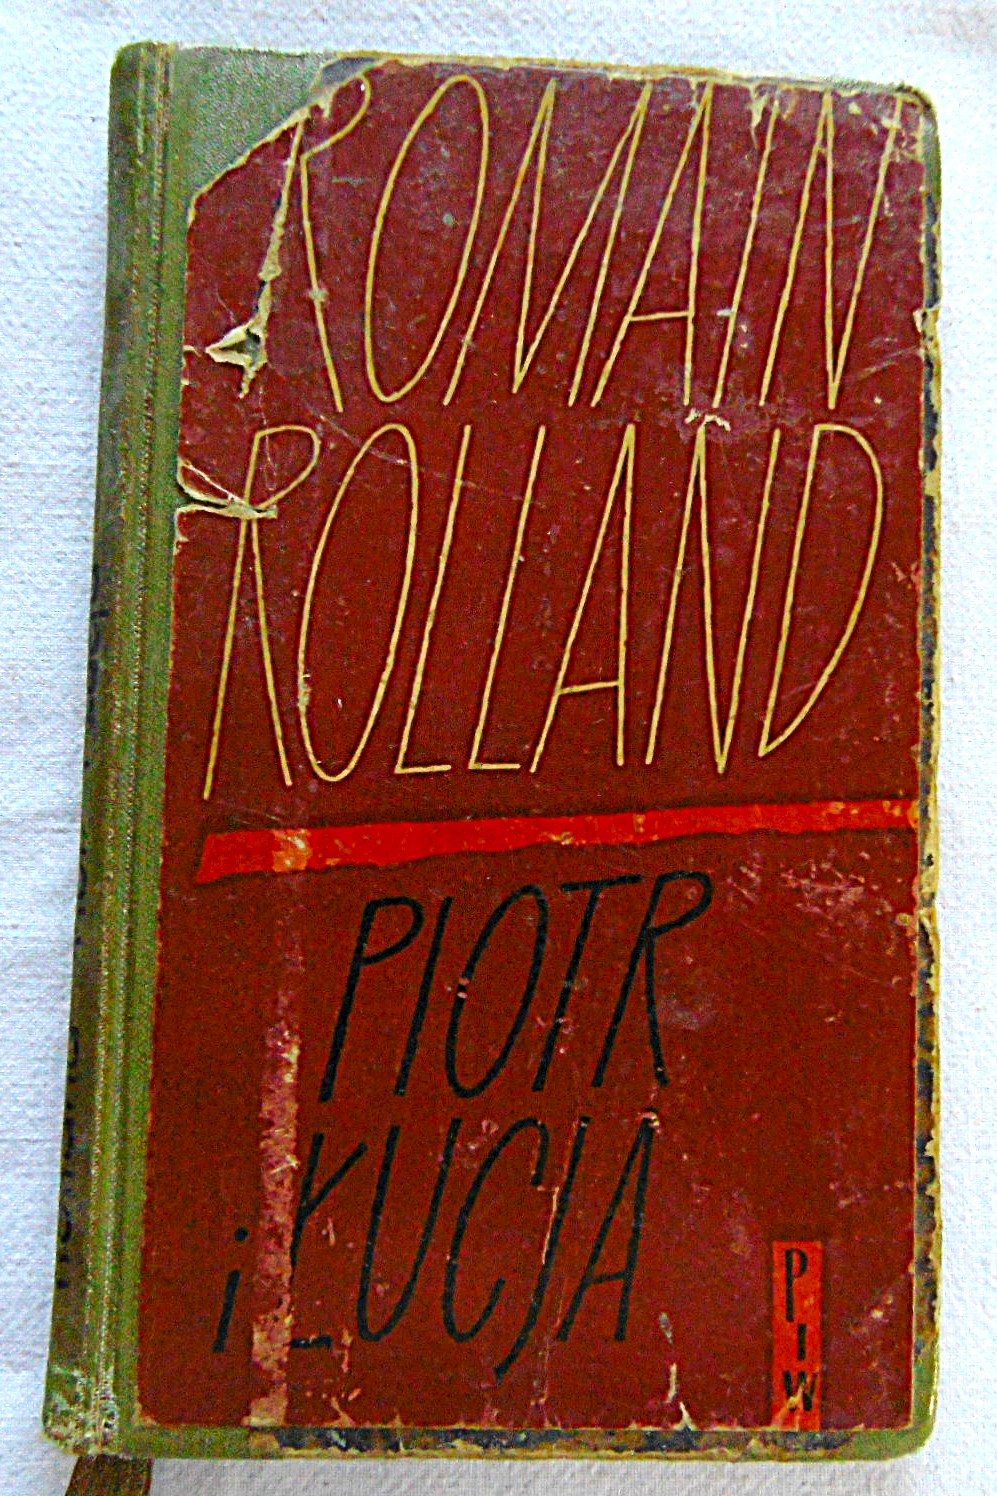 ROMAIN
ROLLAND
PIOTR
i ŁUCJA
PIW